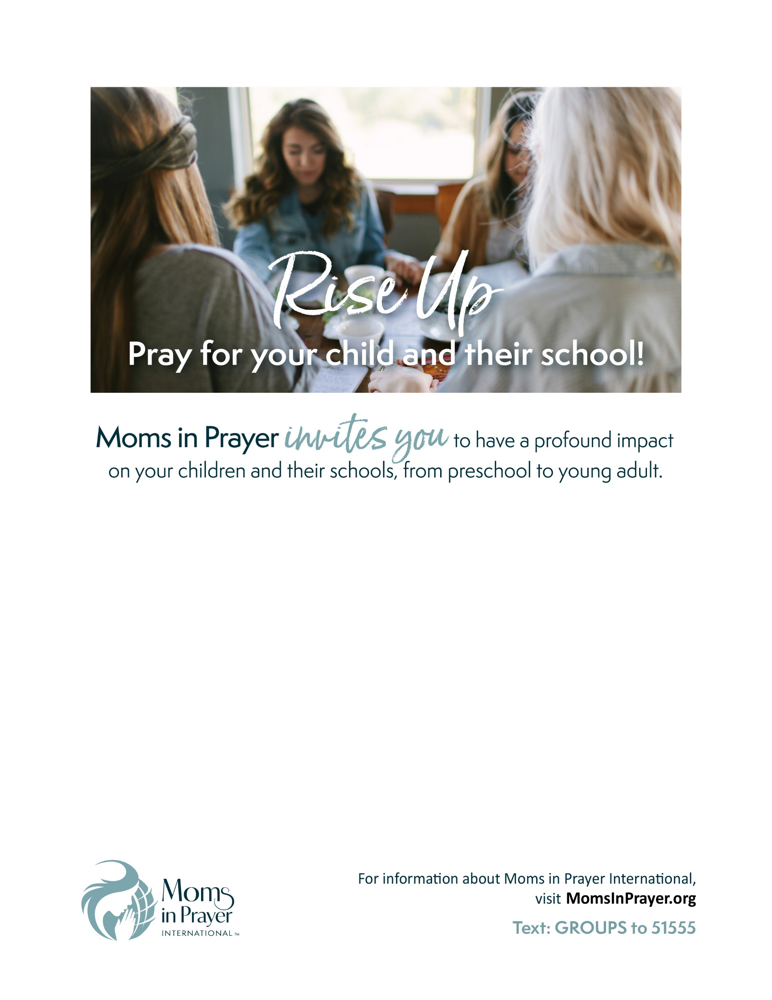 Rise Up
Pray for your child and their school!
Moms in Prayer invites you to have a profound impact
on your children and their schools, from preschool to young adult.
Moms
in Prayer
INTERNATIONAL™
For information about Moms in Prayer International,
visit MomsInPrayer.org
Text: GROUPS to 51555